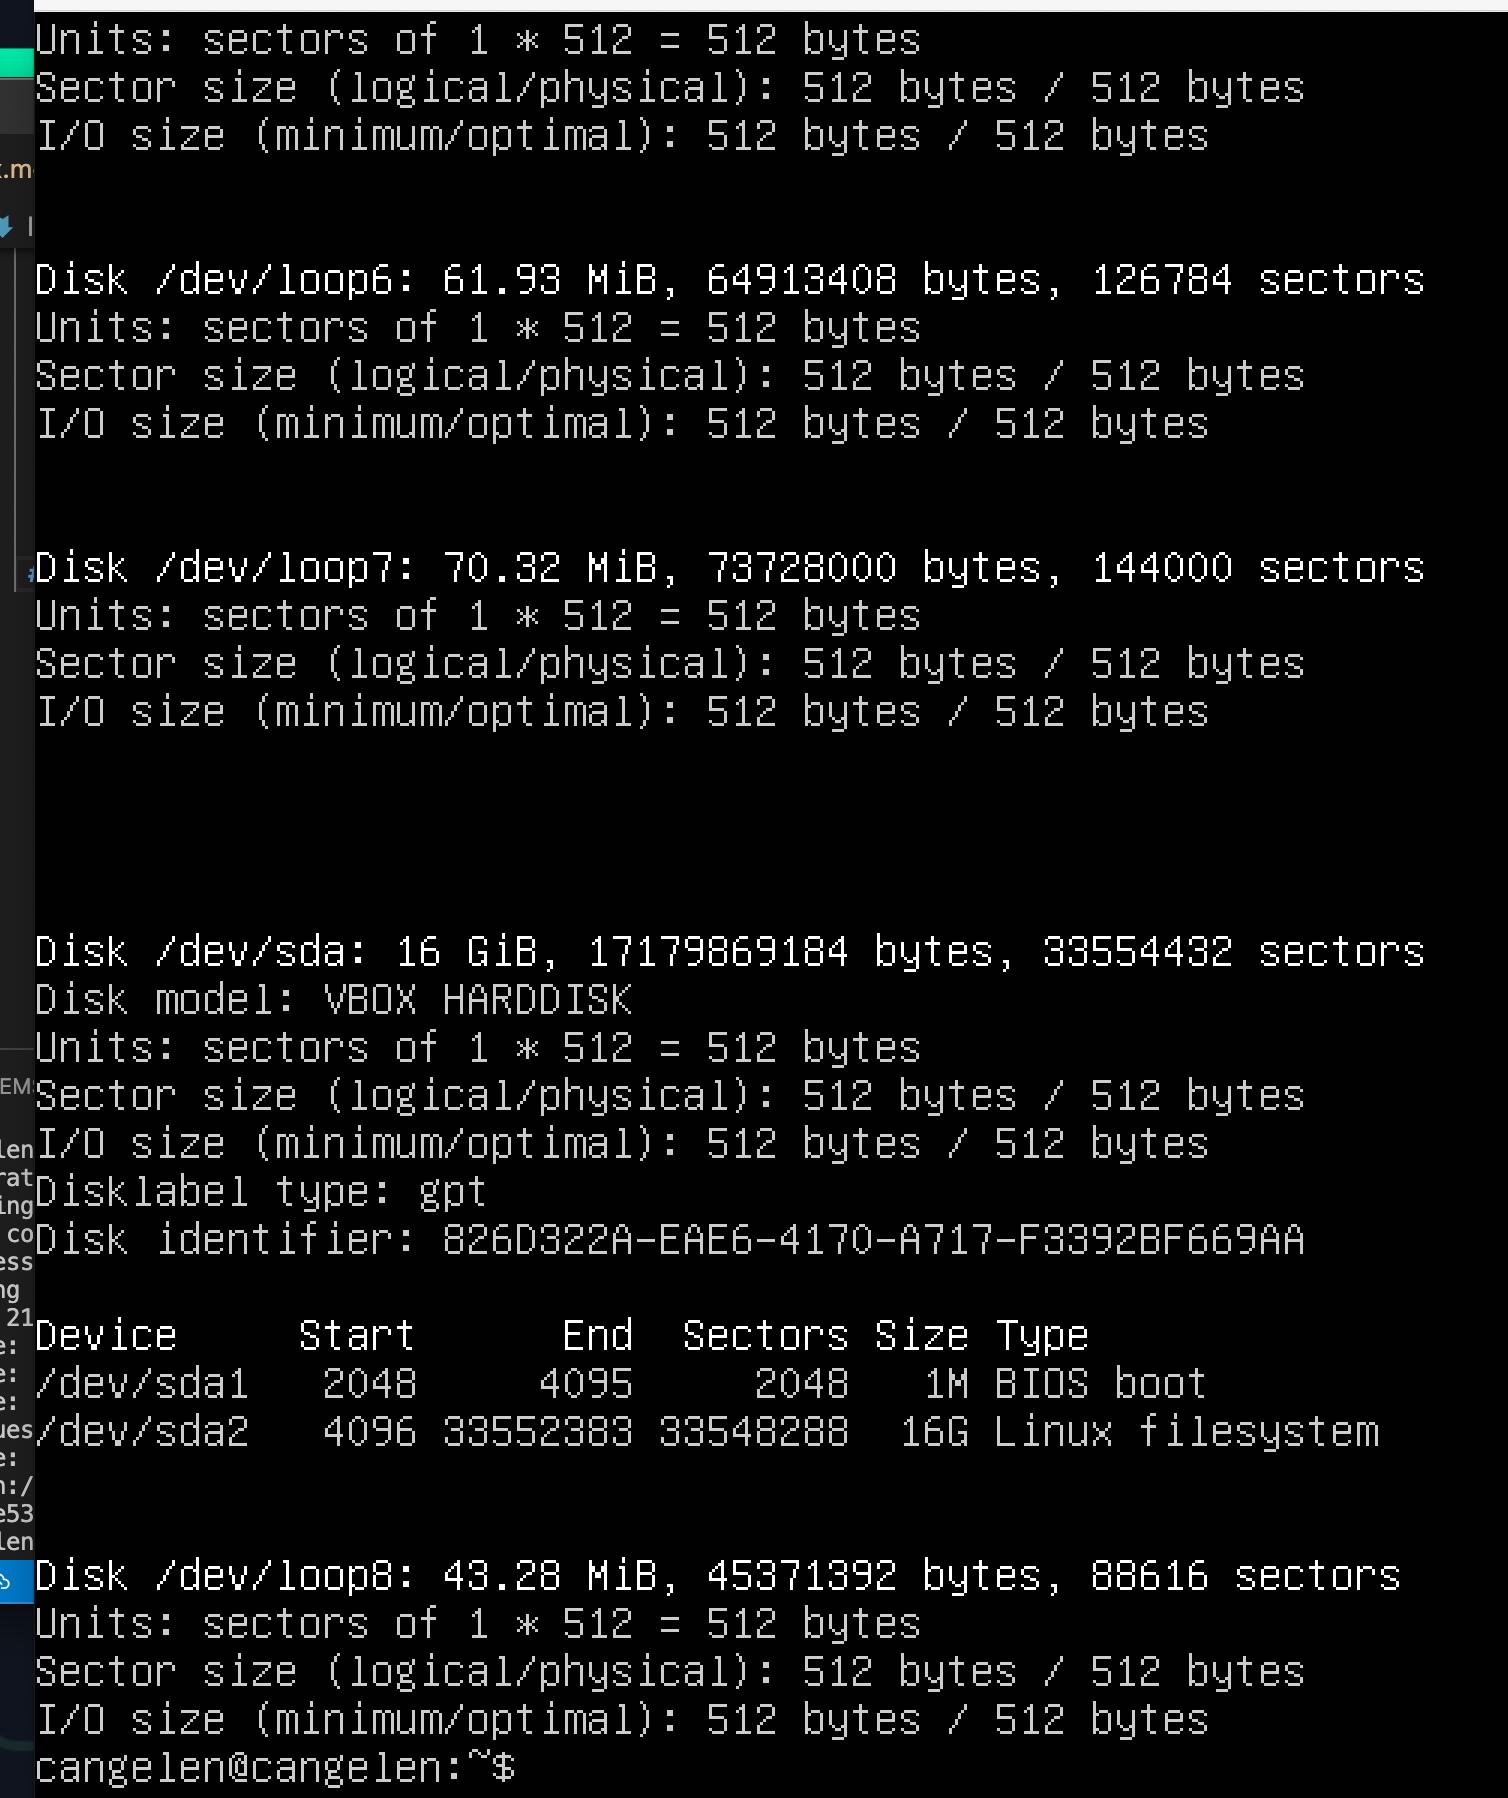 Units: sectors of 1 * 512 = 512 bytes
Sector size (logical/physical): 512 bytes / 512 bytes
I/O size (minimum/optimal): 512 bytes / 512 bytes
Disk /dev/loop6: 61.93 MiB, 64913408 bytes, 126784 sectors
Units: sectors of 1 * 512 = 512 bytes
Sector size (logical/physical): 512 bytes / 512 bytes
I/O size (minimum/optimal): 512 bytes / 512 bytes
Disk /dev/loop7: 70.32 MiB, 73728000 bytes, 144000 sectors
Units: sectors of 1 * 512 = 512 bytes
Sector size (logical/physical): 512 bytes / 512 bytes
I/O size (minimum/optimal): 512 bytes / 512 bytes
Disk /dev/sda: 16 GiB, 17179869184 bytes, 33554432 sectors
Disk model: VBOX HARDDISK
Units: sectors of 1 * 512 = 512 bytes
Sector size (logical/physical): 512 bytes / 512 bytes
I/O size (minimum/optimal): 512 bytes / 512 bytes
Disklabel type: gpt
Disk identifier: 826D322A-EAE6-4170-A717-F3392BF669AA
Device Start End Sectors Size Type
/dev/sda1 2048 4095 2048 1M BIOS boot
/dev/sda2 4096 33552383 33548288 16G Linux filesystem
Disk /dev/loop8: 43.28 MiB, 45371392 bytes, 88616 sectors
Units: sectors of 1 * 512 = 512 bytes
Sector size (logical/physical): 512 bytes / 512 bytes
I/O size (minimum/optimal): 512 bytes / 512 bytes
cangelen@cangelen:~$